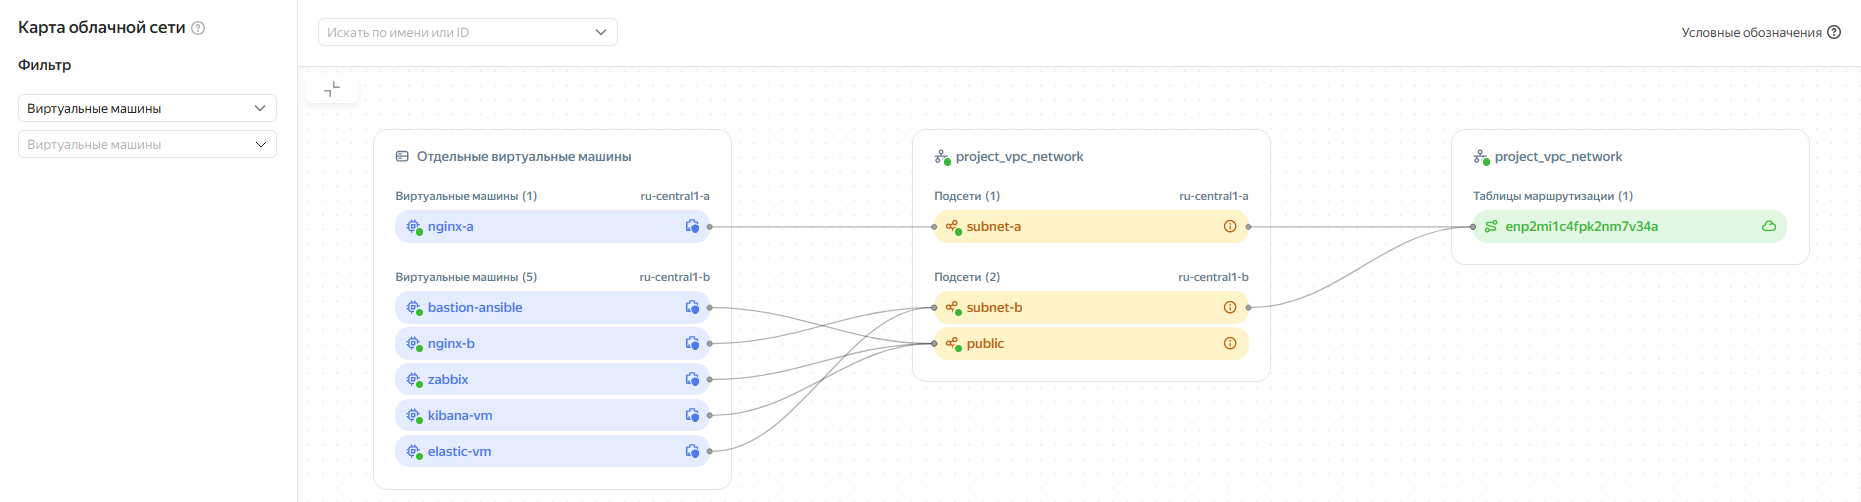 Карта облачной сети
Фильтр
Виртуальные машины
Виртуальные машины
Искать по имени или ID
Условные обозначения
Отдельные виртуальные машины
Виртуальные машины (1) ru-central1-a
nginx-a
Виртуальные машины (5) ru-central1-b
bastion-ansible
nginx-b
zabbix
kibana-vm
elastic-vm
project_vpc_network
Подсети (1) ru-central1-a
subnet-a
Подсети (2) ru-central1-b
subnet-b
public
project_vpc_network
Таблицы маршрутизации (1)
enp2mi1c4fpk2nm7v34a